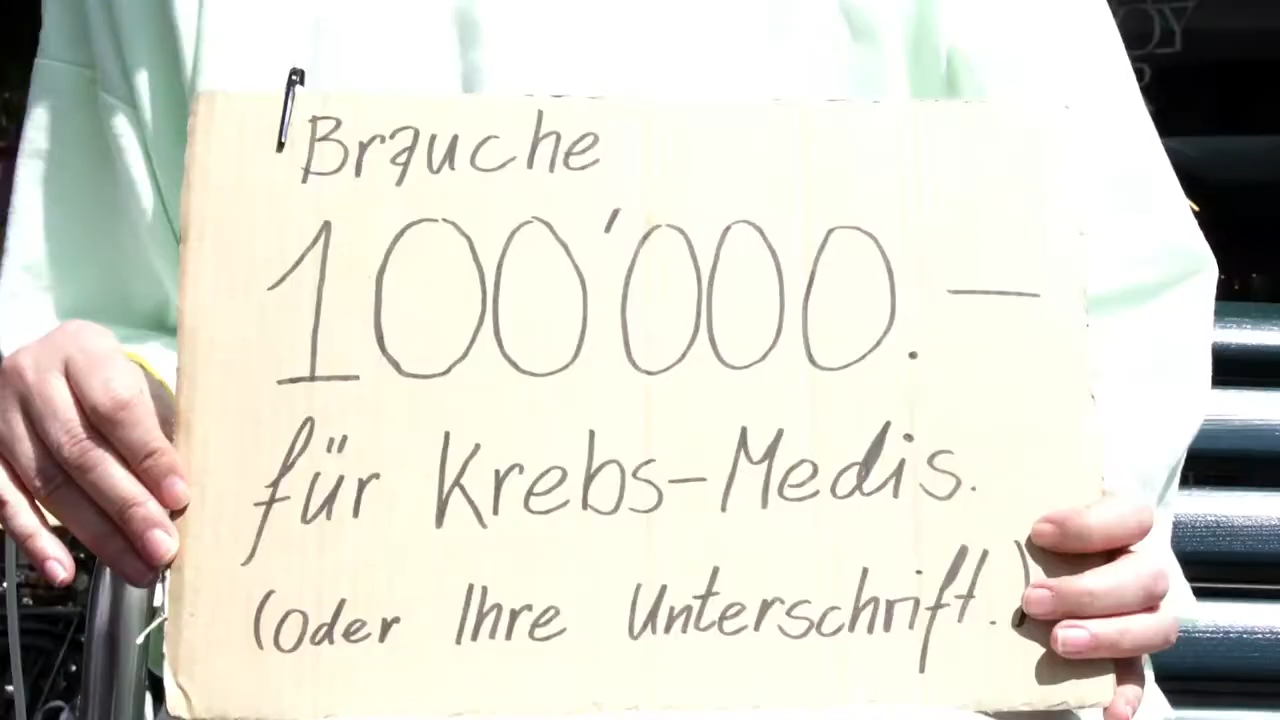 Brauche
100'000.—
für Krebs-Medis.
(oder Ihre Unterschrift.)